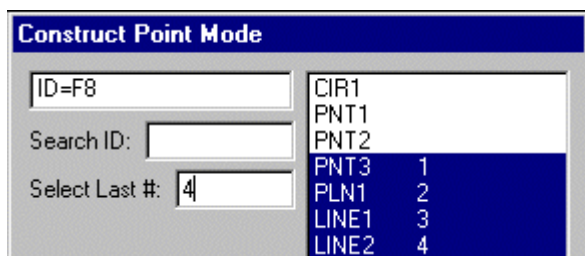 Construct Point Mode
ID=F8
Search ID:
Select Last #: 4
CIR1
PNT1
PNT2
PNT3 1
PLN1 2
LINE1 3
LINE2 4